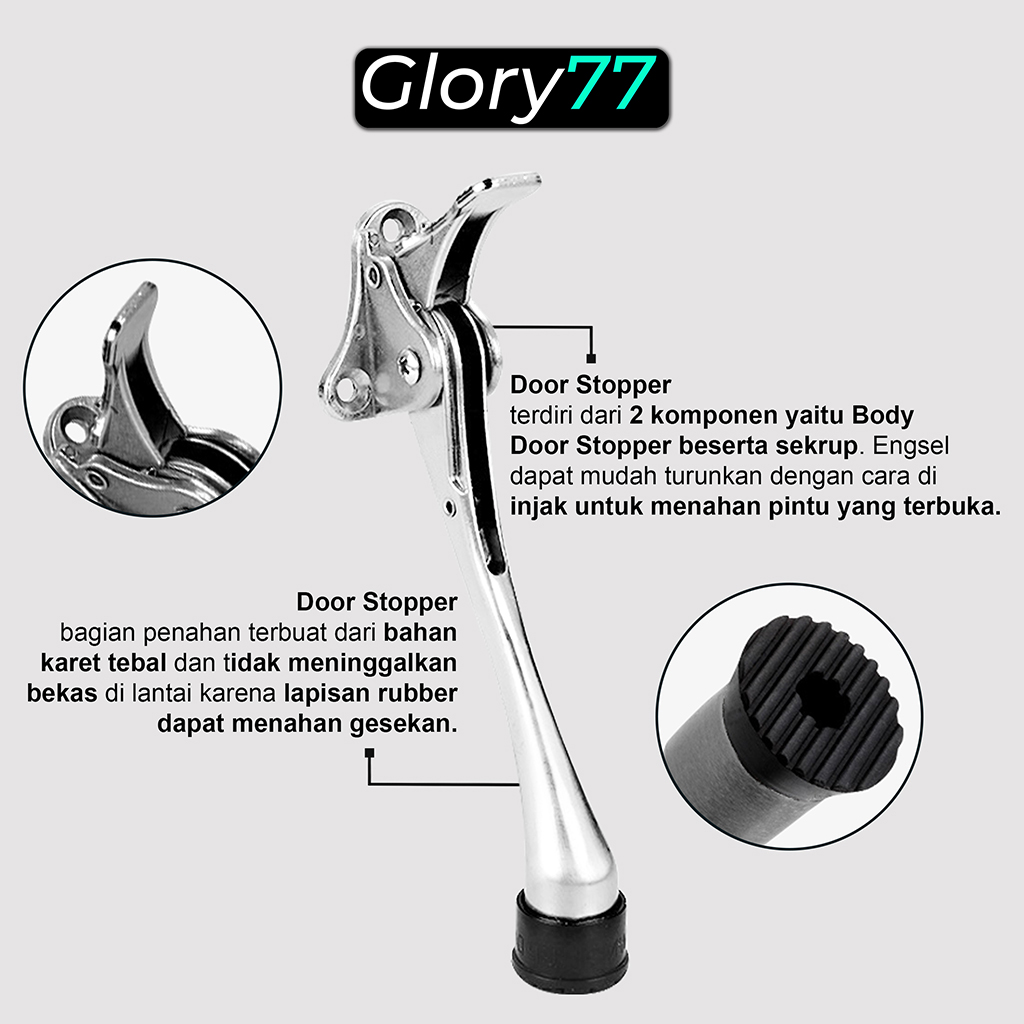 Glory77
Door Stopper
terdiri dari 2 komponen yaitu Body
Door Stopper beserta sekrup. Engsel
dapat mudah turunkan dengan cara di
injak untuk menahan pintu yang terbuka.
Door Stopper
bagian penahan terbuat dari bahan
karet tebal dan tidak meninggalkan
bekas di lantai karena lapisan rubber
dapat menahan gesekan.